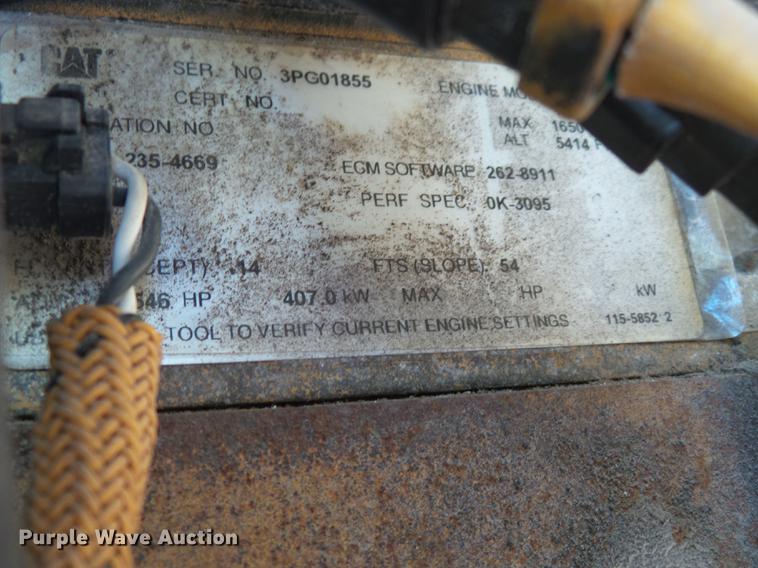 CAT
SER. NO. 3PG01855
ENGINE MO
CERT NO.
MAX 1650
ATION NO
ALT 5414
235-4669
ECM SOFTWARE 262-8911
PERF SPEC. 0K-3095
CEPT) .14 FTS (SLOPE) 54
546 HP 407.0 kW MAX HP kW
TOOL TO VERIFY CURRENT ENGINE SETTINGS 115-5852 2
Purple Wave Auction